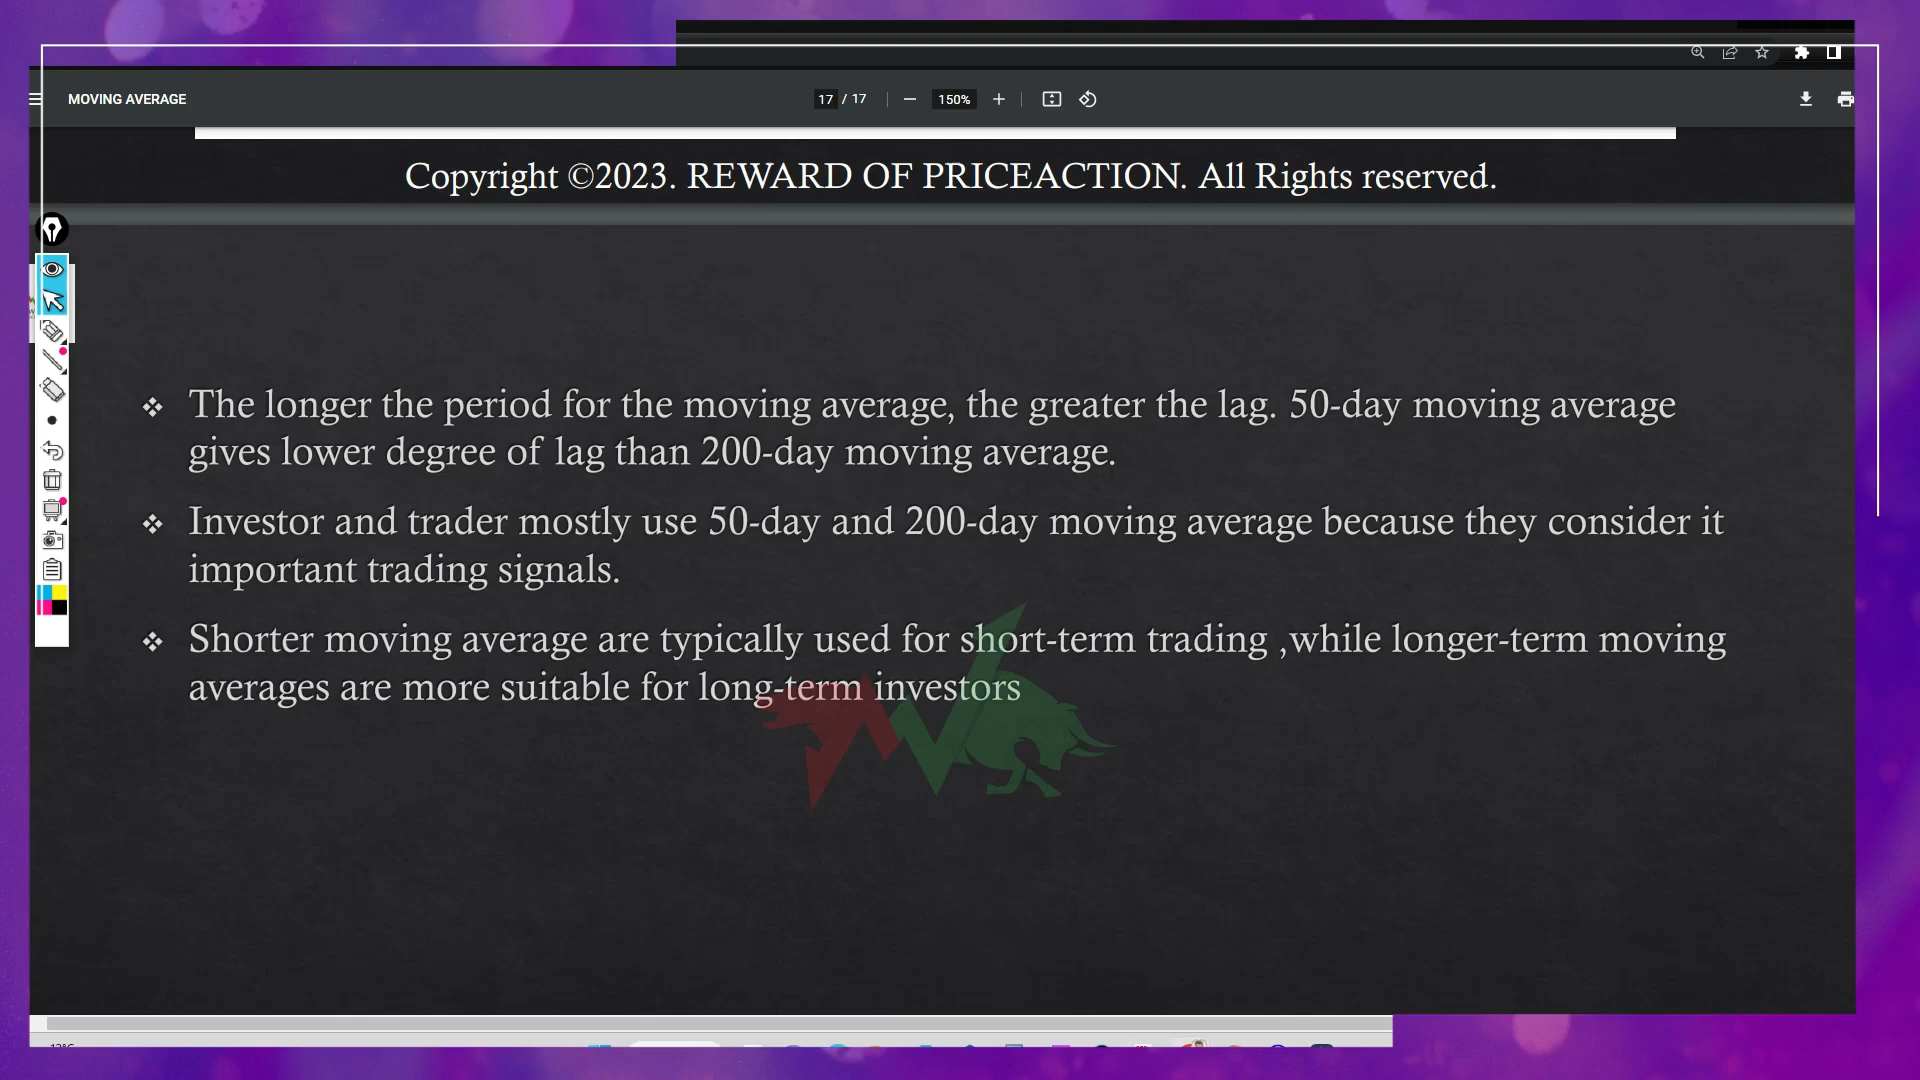 MOVING AVERAGE
17 / 17
150%
Copyright ©2023. REWARD OF PRICEACTION. All Rights reserved.
❖ The longer the period for the moving average, the greater the lag. 50-day moving average
gives lower degree of lag than 200-day moving average.
❖ Investor and trader mostly use 50-day and 200-day moving average because they consider it
important trading signals.
❖ Shorter moving average are typically used for short-term trading ,while longer-term moving
averages are more suitable for long-term investors